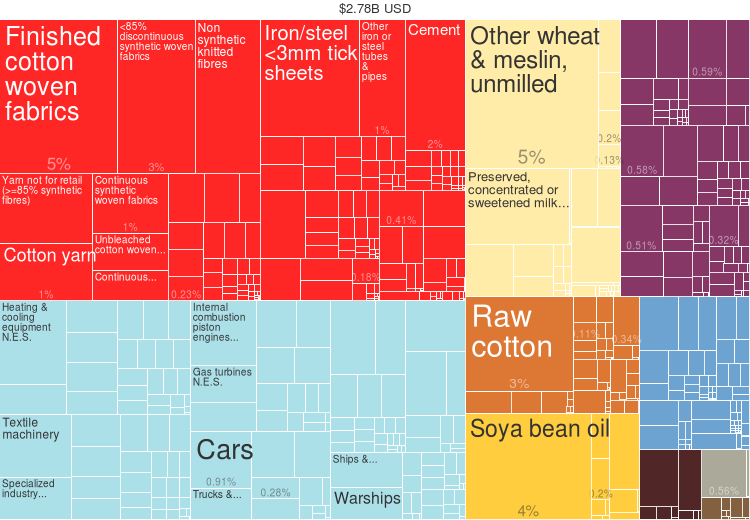 $2.78B USD
Finished
cotton
woven
fabrics
5%
<85%
discontinuous
synthetic woven
fabrics
3%
Non
synthetic
knitted
fibres
Iron/steel
<3mm tick
sheets
Other
iron or
steel
tubes
&
pipes
1%
Cement
2%
Yarn not for retail
(>=85% synthetic
fibres)
Continuous
synthetic
woven fabrics
1%
Cotton yarn
1%
Unbleached
cotton woven...
Continuous...
0.23%
0.41%
0.18%
Other wheat
& meslin,
unmilled
5%
0.2%
0.13%
Preserved,
concentrated or
sweetened milk...
0.59%
0.58%
0.51%
0.32%
Heating &
cooling
equipment
N.E.S.
Internal
combustion
piston
engines...
Gas turbines
N.E.S.
Textile
machinery
Specialized
industry...
Cars
0.91%
Trucks &...
0.28%
Ships &...
Warships
Raw
cotton
3%
0.11%
0.34%
Soya bean oil
4%
0.2%
0.56%